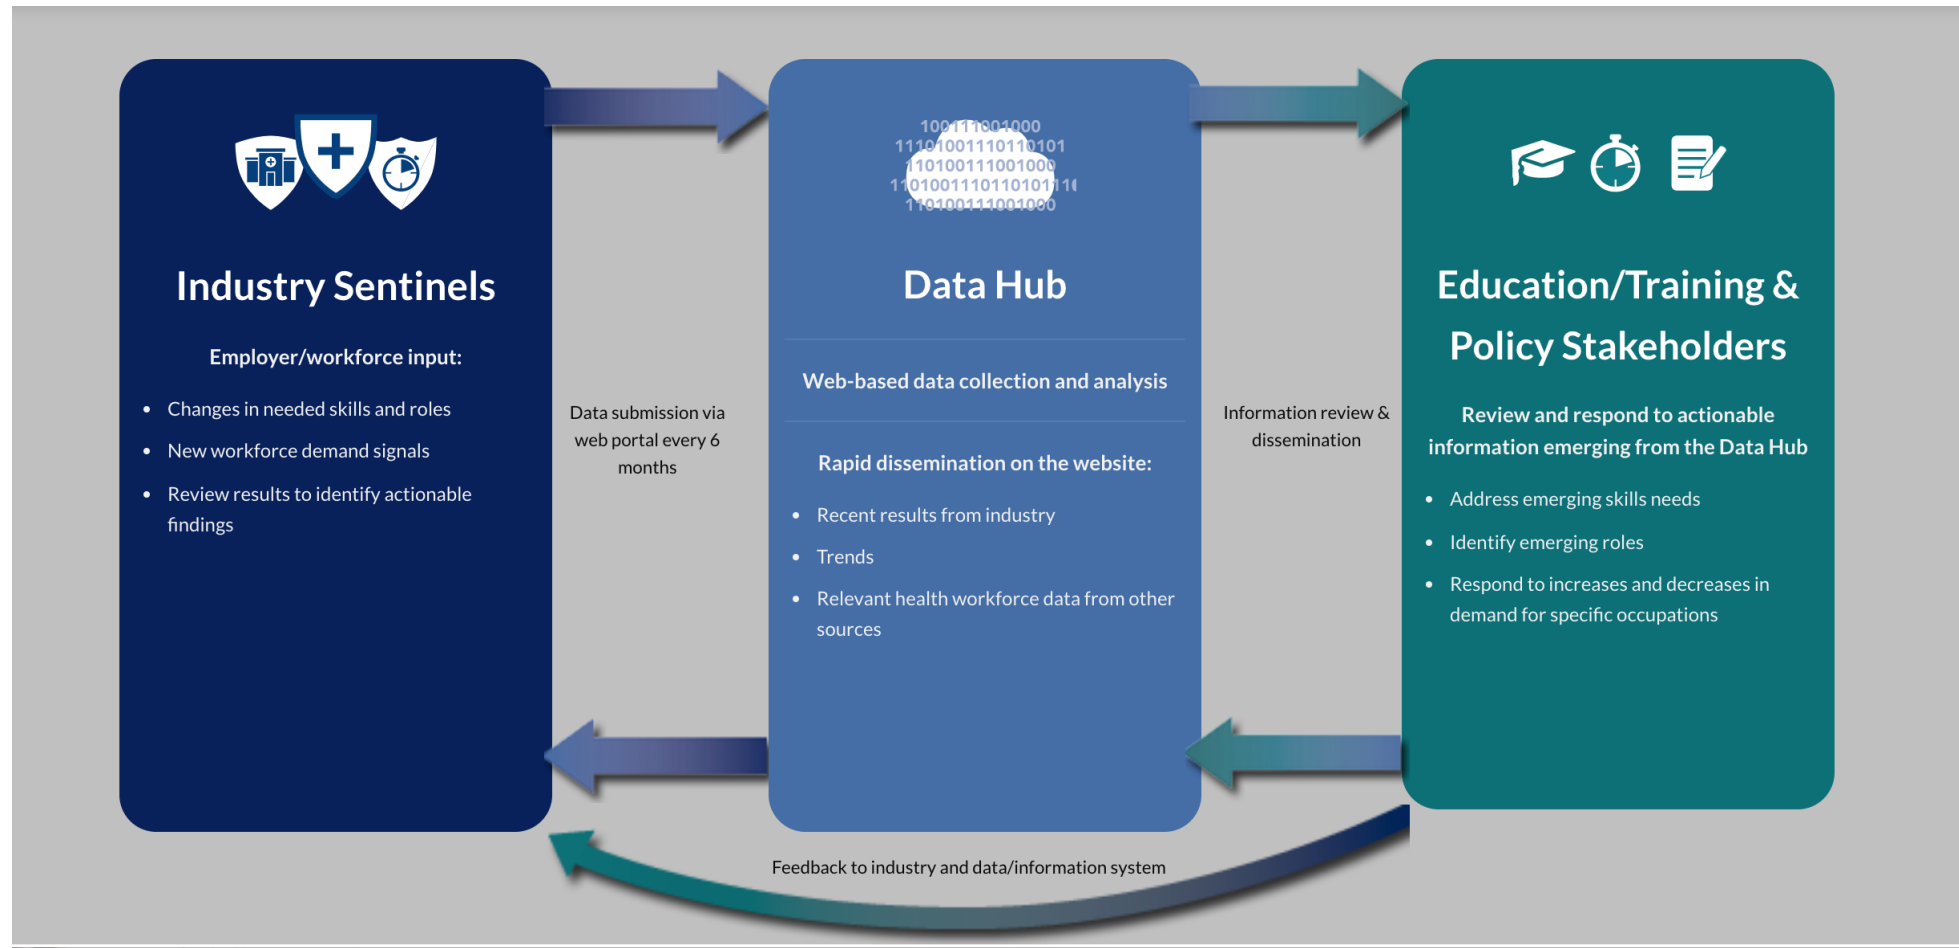 Industry Sentinels
Employer/workforce input:
• Changes in needed skills and roles
• New workforce demand signals
• Review results to identify actionable
findings
Data submission via
web portal every 6
months
100111001000
11101001110110101
110100111001000
1101001110110101110
110100111001000
Data Hub
Web-based data collection and analysis
Rapid dissemination on the website:
• Recent results from industry
• Trends
• Relevant health workforce data from other
sources
Information review &
dissemination
Education/Training &
Policy Stakeholders
Review and respond to actionable
information emerging from the Data Hub
• Address emerging skills needs
• Identify emerging roles
• Respond to increases and decreases in
demand for specific occupations
Feedback to industry and data/information system